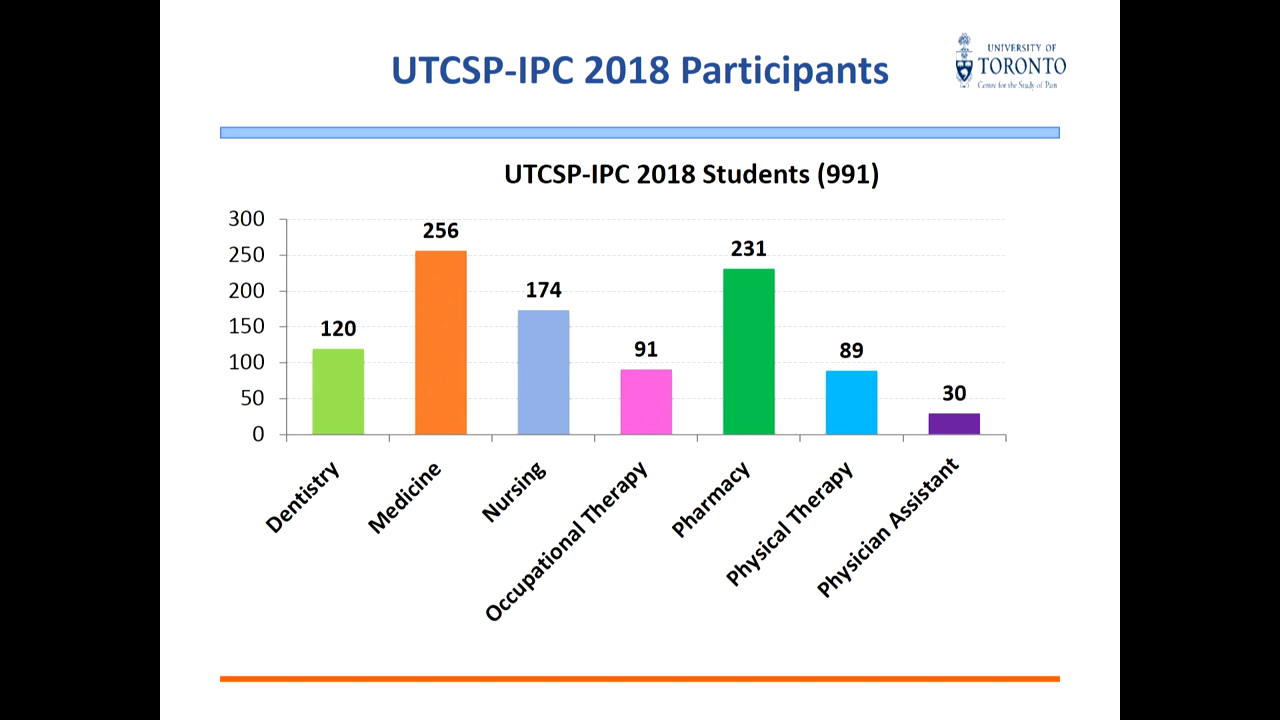 UTCSP-IPC 2018 Participants
UNIVERSITY OF
TORONTO
Centre for the Study of Pain
UTCSP-IPC 2018 Students (991)
300
250
200
150
100
50
0
120
256
174
91
231
89
30
Dentistry
Medicine
Nursing
Occupational Therapy
Pharmacy
Physical Therapy
Physician Assistant